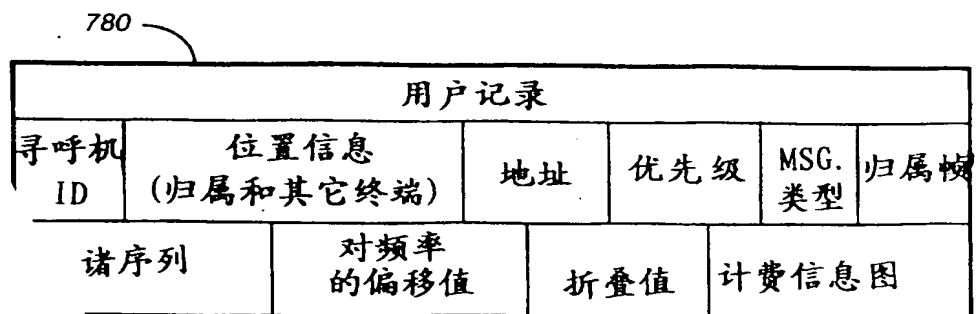 780
用户记录
寻呼机
ID
位置信息
(归属和其它终端)
地址
优先级
MSG.
类型
归属帧
诸序列
对频率
的偏移值
折叠值
计费信息图